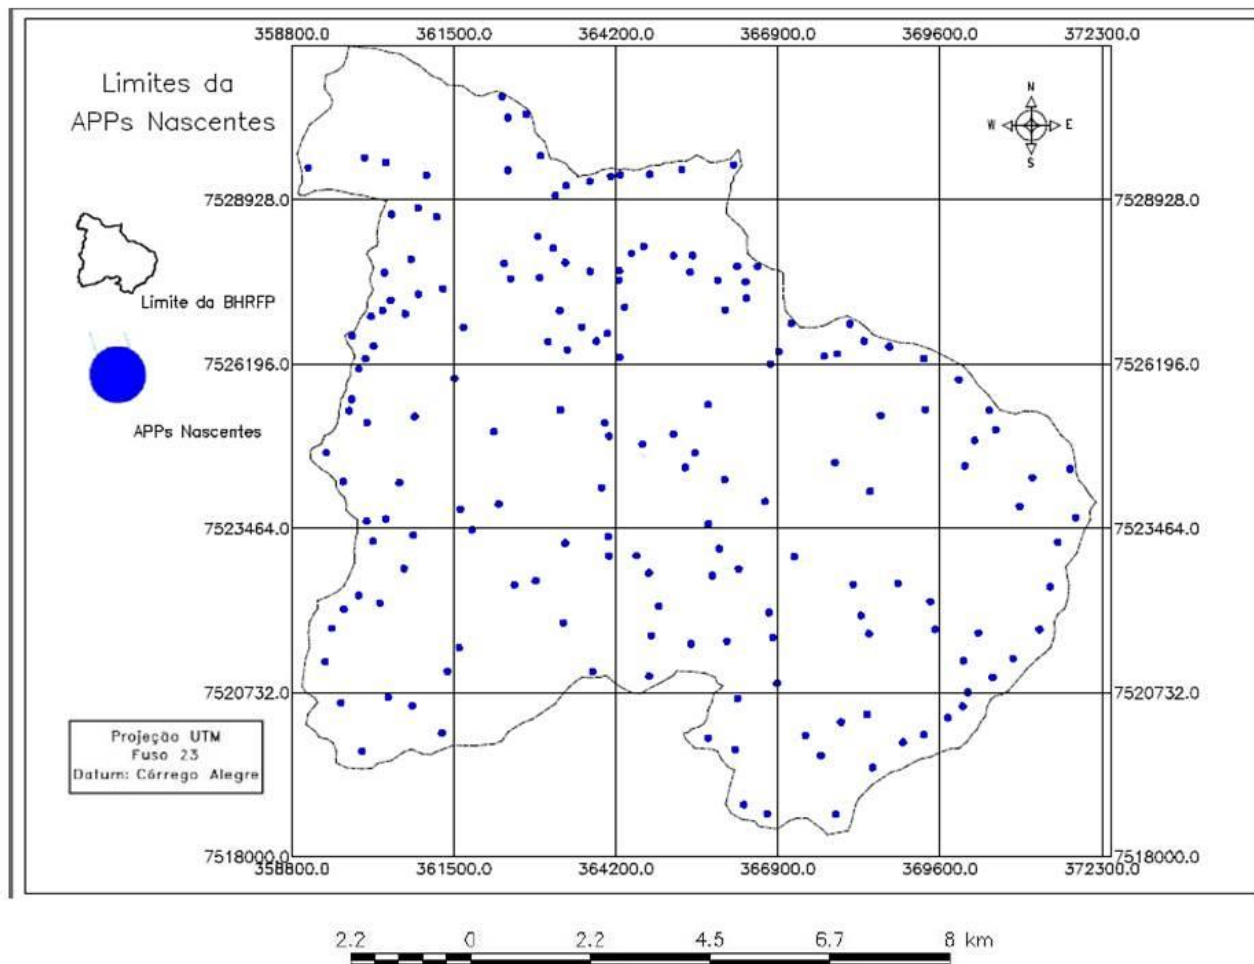 358800.0 361500.0 364200.0 366900.0 369600.0 372300.0
Limites da
APPs Nascentes
N
W E
S
7528928.0 7528928.0
Limite da BHRFP
7526196.0 7526196.0
APPs Nascentes
7523464.0 7523464.0
7520732.0 7520732.0
Projeção UTM
Fuso 23
Datum: Córrego Alegre
7518000.0 7518000.0
358800.0 361500.0 364200.0 366900.0 369600.0 372300.0
2.2 0 2.2 4.5 6.7 8 km